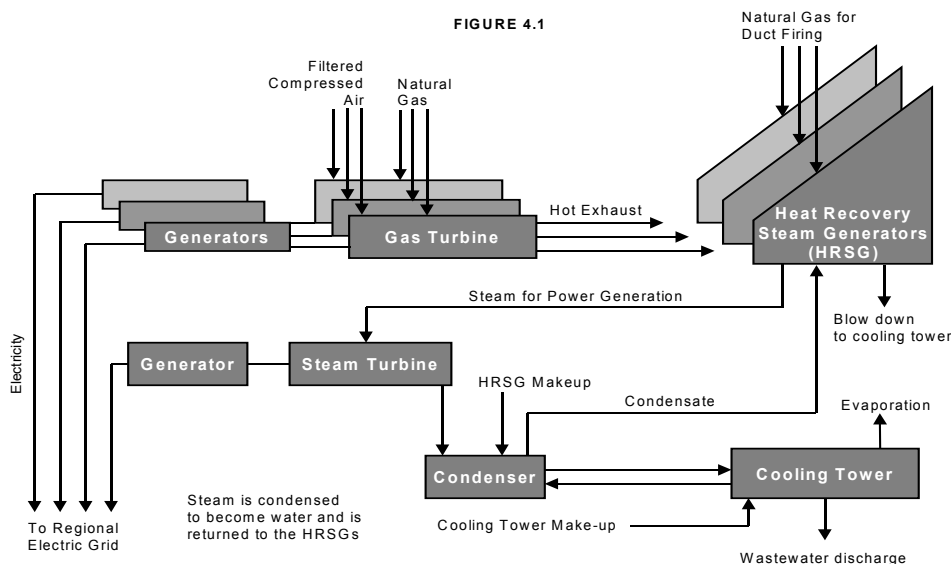 FIGURE 4.1
Natural Gas for
Duct Firing
Filtered
Compressed
Air
Natural
Gas
Hot Exhaust
Generators
Gas Turbine
Heat Recovery
Steam Generators
(HRSG)
Steam for Power Generation
Blow down
to cooling tower
Electricity
Generator
Steam Turbine
HRSG Makeup
Condensate
Evaporation
Condenser
Cooling Tower
Steam is condensed
to become water and is
returned to the HRSGs
To Regional
Electric Grid
Cooling Tower Make-up
Wastewater discharge